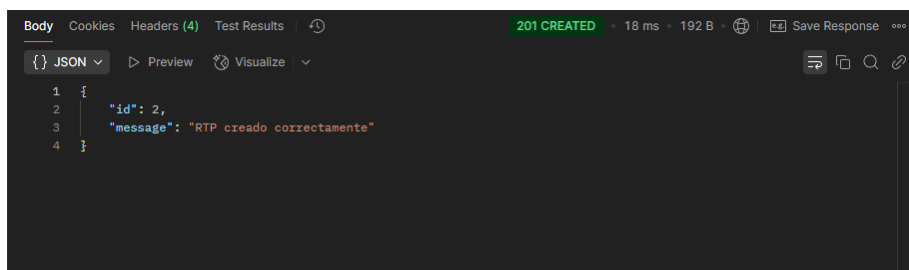 Body Cookies Headers (4) Test Results 201 CREATED 18 ms 192 B e.g. Save Response
{} JSON Preview Visualize
1 {
2 "id": 2,
3 "message": "RTP creado correctamente"
4 }